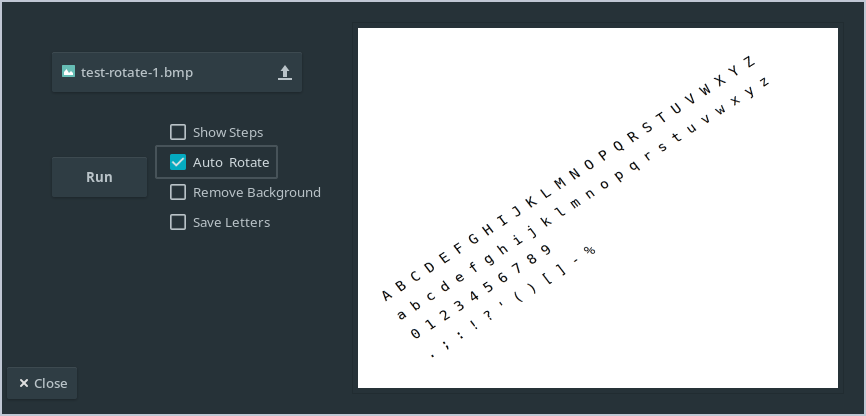 test-rotate-1.bmp
Show Steps
Auto Rotate
Run
Remove Background
Save Letters
Close
A B C D E F G H I J K L M N O P Q R S T U V W X Y Z
a b c d e f g h i j k l m n o p q r s t u v w x y z
0 1 2 3 4 5 6 7 8 9
. ; : ! ? ' ( ) [ ] - %